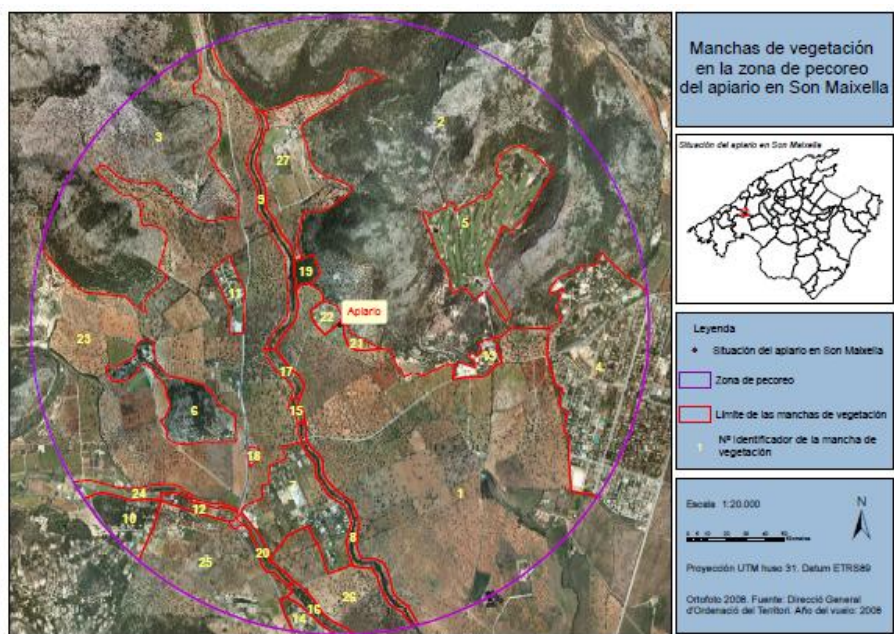 Manchas de vegetación
en la zona de pecoreo
del apiario en Son Maixella
Situación del apiario en Son Maixella
Leyenda
Situación del apiario en Son Maixella
Zona de pecoreo
Límite de las manchas de vegetación
1 Nº Identificador de la mancha de
vegetación
Escala 1:20.000
N
Proyección UTM huso 31. Datum ETRS89
Ortofoto 2008. Fuente: Direcció General
d'Ordenació del Territori. Año del vuelo: 2008
3
2
27
9
5
19
Apiario
22
21
23
17
4
15
6
18
7
1
24
10
12
8
25
20
26
16
14